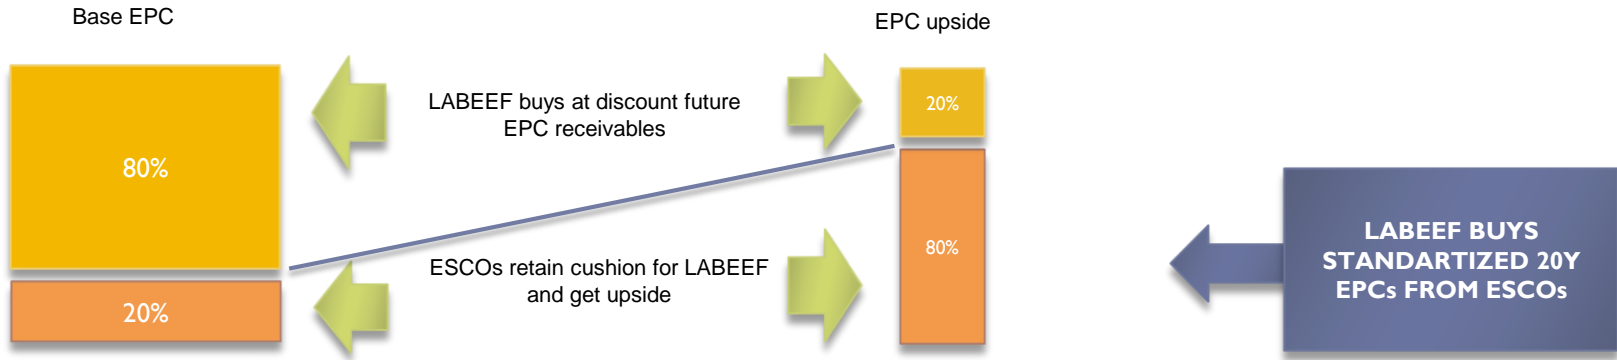 Base EPC
EPC upside
80%
20%
LABEEF buys at discount future
EPC receivables
20%
80%
ESCOs retain cushion for LABEEF
and get upside
LABEEF BUYS
STANDARTIZED 20Y
EPCs FROM ESCOs